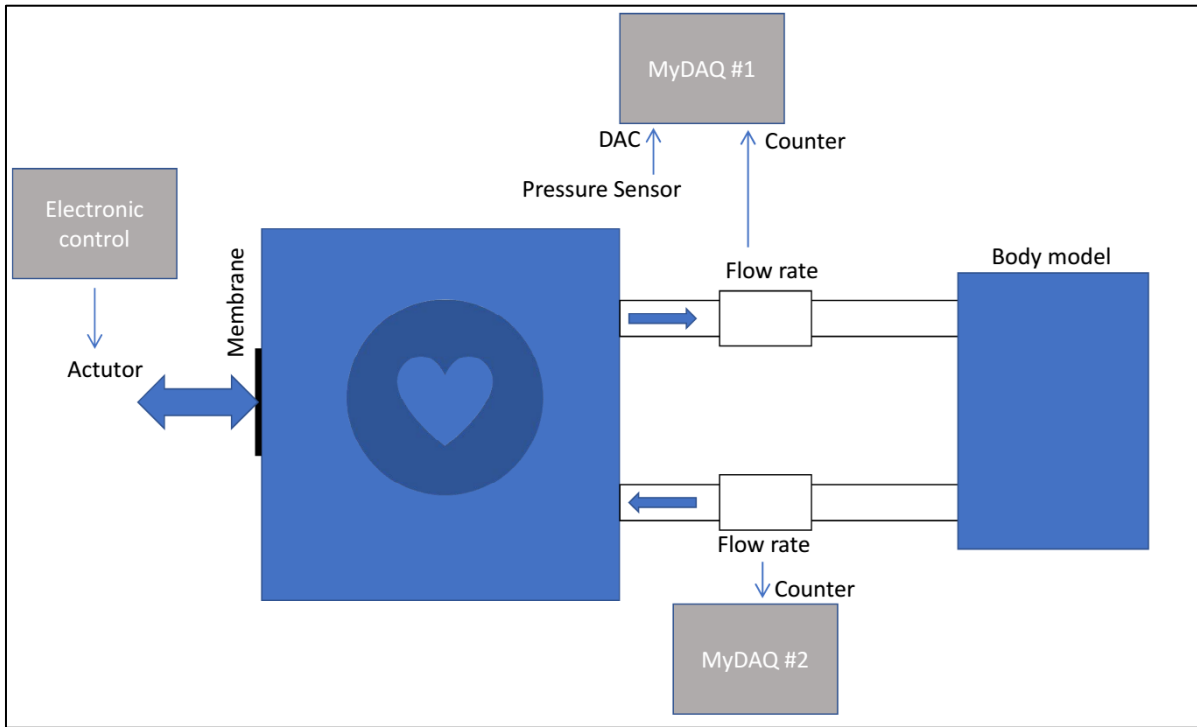 MyDAQ #1
DAC
Counter
Pressure Sensor
Electronic
control
Membrane
Flow rate
Body model
Actutor
Flow rate
Counter
MyDAQ #2